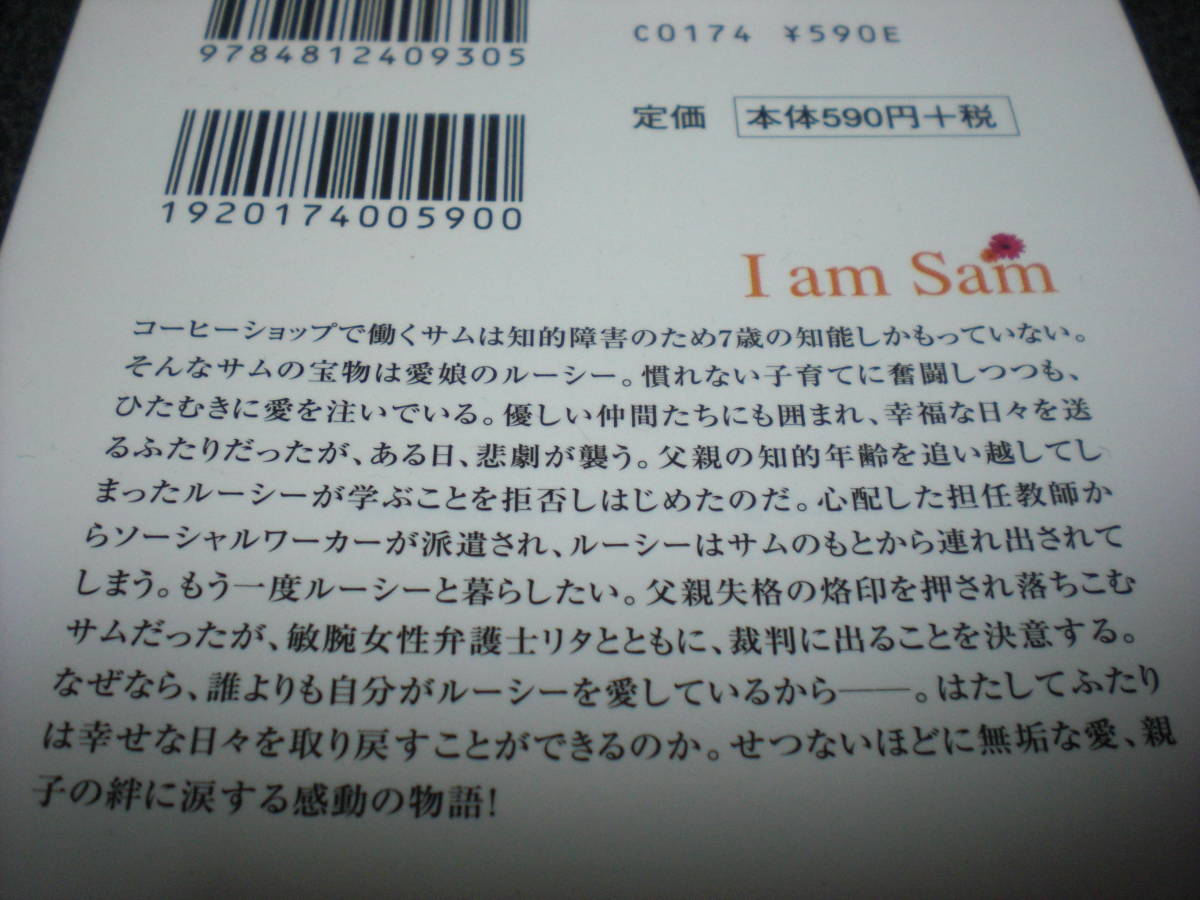 9784812409305
C0174 ¥590E
定価 本体590円+税
1920174005900
I am Sam
コーヒーショップで働くサムは知的障害のため7歳の知能しかもっていない。
そんなサムの宝物は愛娘のルーシー。慣れない子育てに奮闘しつつも、
ひたむきに愛を注いでいる。優しい仲間たちにも囲まれ、幸福な日々を送
るふたりだったが、ある日、悲劇が襲う。父親の知的年齢を追い越してし
まったルーシーが学ぶことを拒否しはじめたのだ。心配した担任教師か
らソーシャルワーカーが派遣され、ルーシーはサムのもとから連れ出されて
しまう。もう一度ルーシーと暮らしたい。父親失格の烙印を押され落ちこむ
サムだったが、敏腕女性弁護士リタとともに、裁判に出ることを決意する。
なぜなら、誰よりも自分がルーシーを愛しているから――。はたしてふたり
は幸せな日々を取り戻すことができるのか。せつないほどに無垢な愛、親
子の絆に涙する感動の物語!